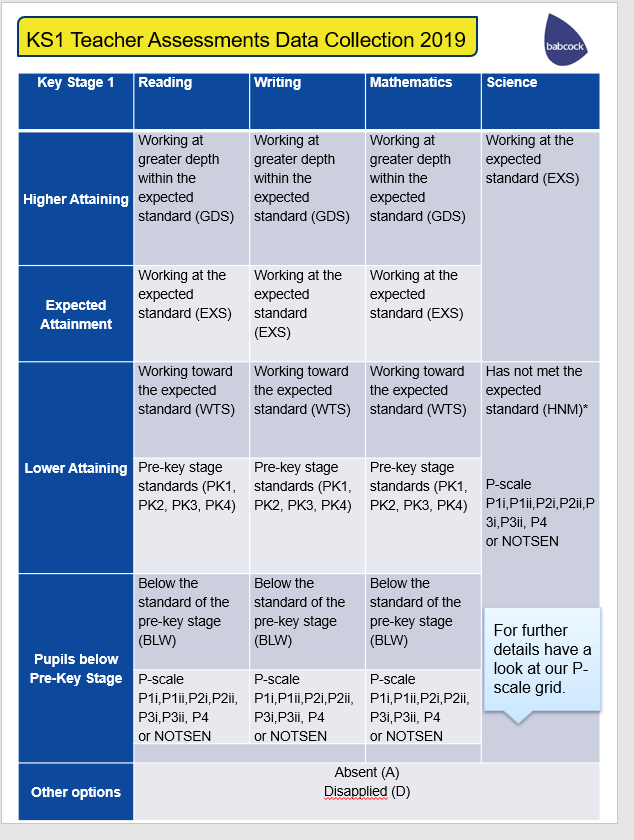 KS1 Teacher Assessments Data Collection 2019
babcock
Key Stage 1
Reading
Writing
Mathematics
Science
Higher Attaining
Working at
greater depth
within the
expected
standard (GDS)
Working at
greater depth
within the
expected
standard (GDS)
Working at
greater depth
within the
expected
standard (GDS)
Working at the
expected
standard (EXS)
Expected
Attainment
Working at the
expected
standard (EXS)
Working at the
expected
standard
(EXS)
Working at the
expected
standard (EXS)
Lower Attaining
Working toward
the expected
standard (WTS)
Working toward
the expected
standard (WTS)
Working toward
the expected
standard (WTS)
Has not met the
expected
standard (HNM)*
Pre-key stage
standards (PK1,
PK2, PK3, PK4)
Pre-key stage
standards (PK1,
PK2, PK3, PK4)
Pre-key stage
standards (PK1,
PK2, PK3, PK4)
P-scale
P1i,P1ii,P2i,P2ii,P
3i,P3ii, P4
or NOTSEN
Pupils below
Pre-Key Stage
Below the
standard of the
pre-key stage
(BLW)
Below the
standard of the
pre-key stage
(BLW)
Below the
standard of the
pre-key stage
(BLW)
P-scale
P1i,P1ii,P2i,P2ii,
P3i,P3ii, P4
or NOTSEN
P-scale
P1i,P1ii,P2i,P2ii,
P3i,P3ii, P4
or NOTSEN
P-scale
P1i,P1ii,P2i,P2ii,
P3i,P3ii, P4
or NOTSEN
For further
details have a
look at our P-
scale grid.
Other options
Absent (A)
Disapplied (D)